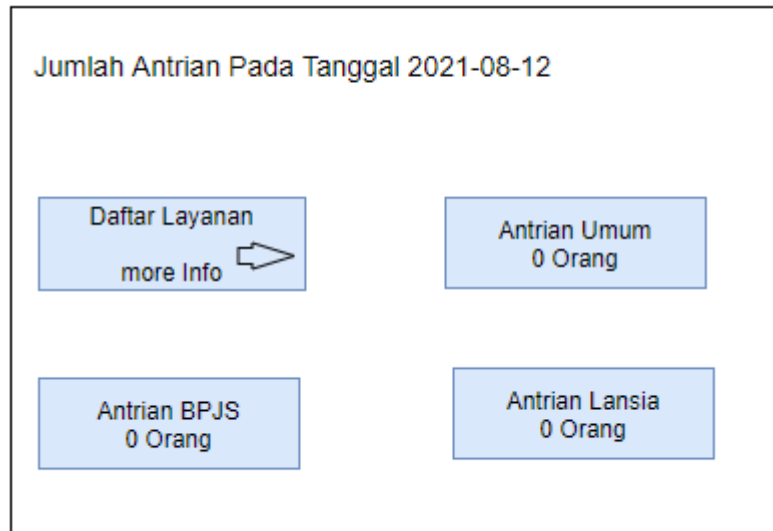 Jumlah Antrian Pada Tanggal 2021-08-12
Daftar Layanan
more Info
Antrian Umum
0 Orang
Antrian BPJS
0 Orang
Antrian Lansia
0 Orang